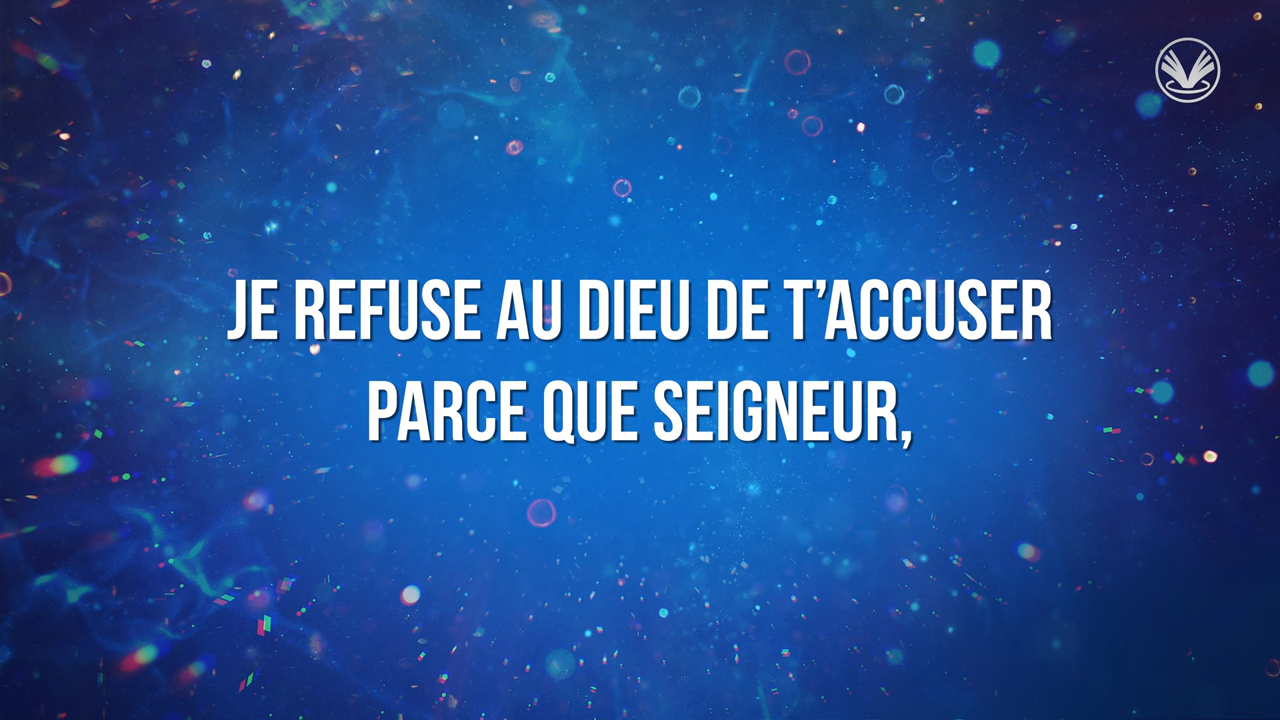 JE REFUSE AU DIEU DE T’ACCUSER
PARCE QUE SEIGNEUR,